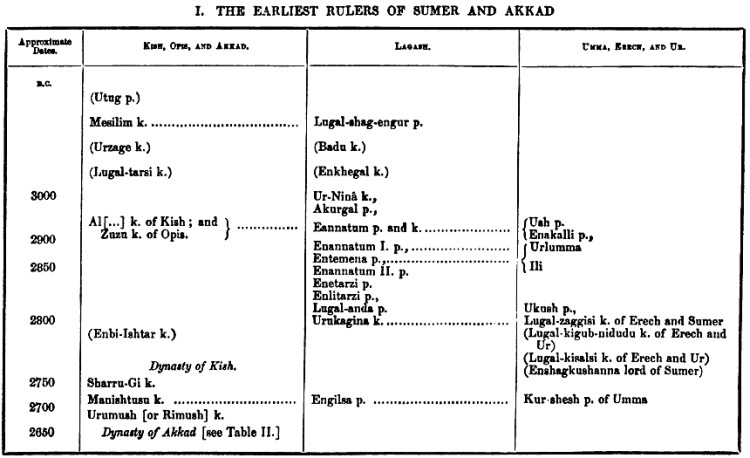 I. THE EARLIEST RULERS OF SUMER AND AKKAD
Approximate Dates. KISH, OPIS, AND AKKAD. LAGASH. UMMA, ERECH, AND UR.
B.C.
(Utug p.)
Mesilim k. Lugal-shag-engur p.
(Urzage k.) (Badu k.)
(Lugal-tarsi k.) (Enkhegal k.)
3000 Ur-Ninâ k.,
Akurgal p.,
Al[...] k. of Kish ; and Eannatum p. and k. Ush p.
Zuzu k. of Opis. Enakalli p.,
2900 Enannatum I. p., Urlumma
Entemena p.,
2850 Enannatum II. p. Ili
Enetarzi p.
Enlitarzi p.,
Lugal-anda p. Ukush p.,
2800 Urukagina k. Lugal-zaggisi k. of Erech and Sumer
(Enbi-Ishtar k.) (Lugal-kigub-nidudu k. of Erech and
Ur)
(Lugal-kisalsi k. of Erech and Ur)
Dynasty of Kish. (Enshagkushanna lord of Sumer)
2750 Sharru-Gi k.
Manishtusu k. Engilsa p. Kur-shesh p. of Umma
2700
Urumush [or Rimush] k.
2650 Dynasty of Akkad [see Table II.]